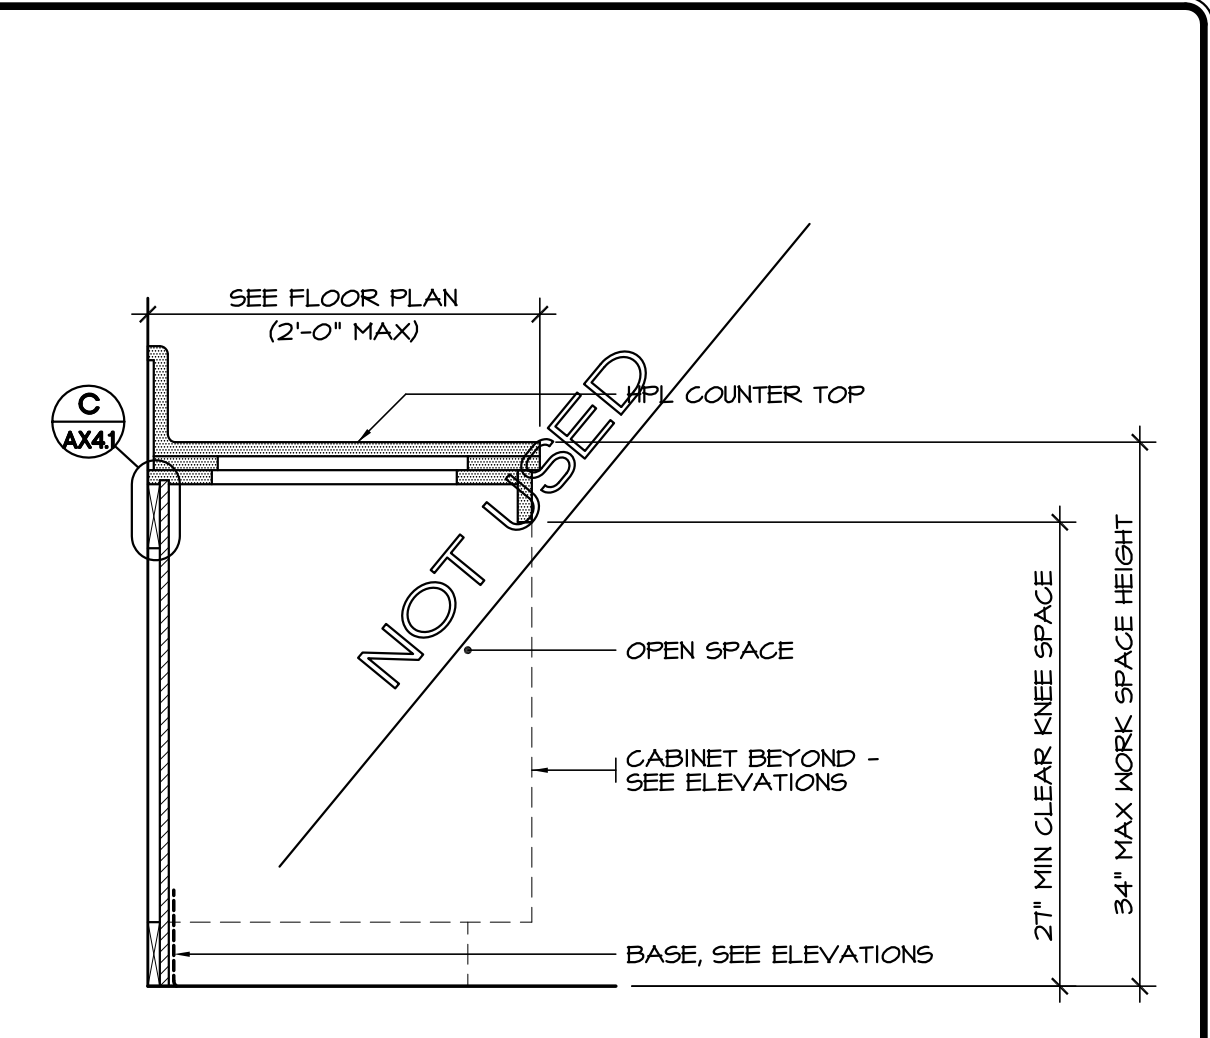 SEE FLOOR PLAN
(2'-0" MAX)
C
AX4.1
HPL COUNTER TOP
NOT USED
OPEN SPACE
CABINET BEYOND -
SEE ELEVATIONS
BASE, SEE ELEVATIONS
27" MIN CLEAR KNEE SPACE
34" MAX WORK SPACE HEIGHT